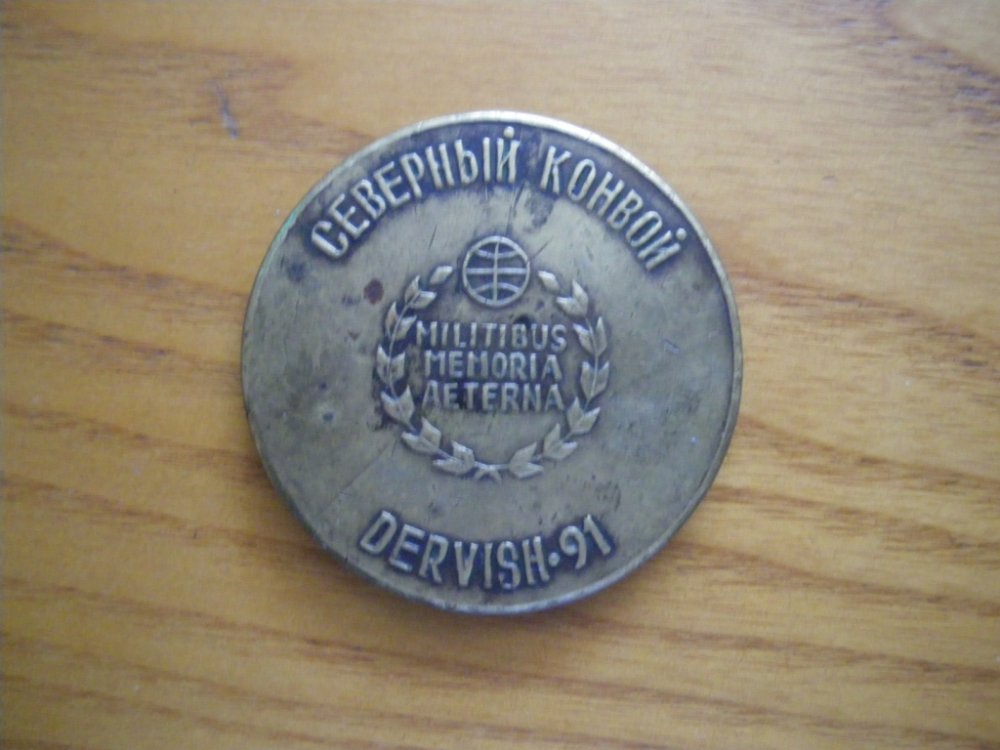 СЕВЕРНЫЙ КОНВОЙ
MILITIBUS
MEMORIA
AETERNA
DERVISH·91